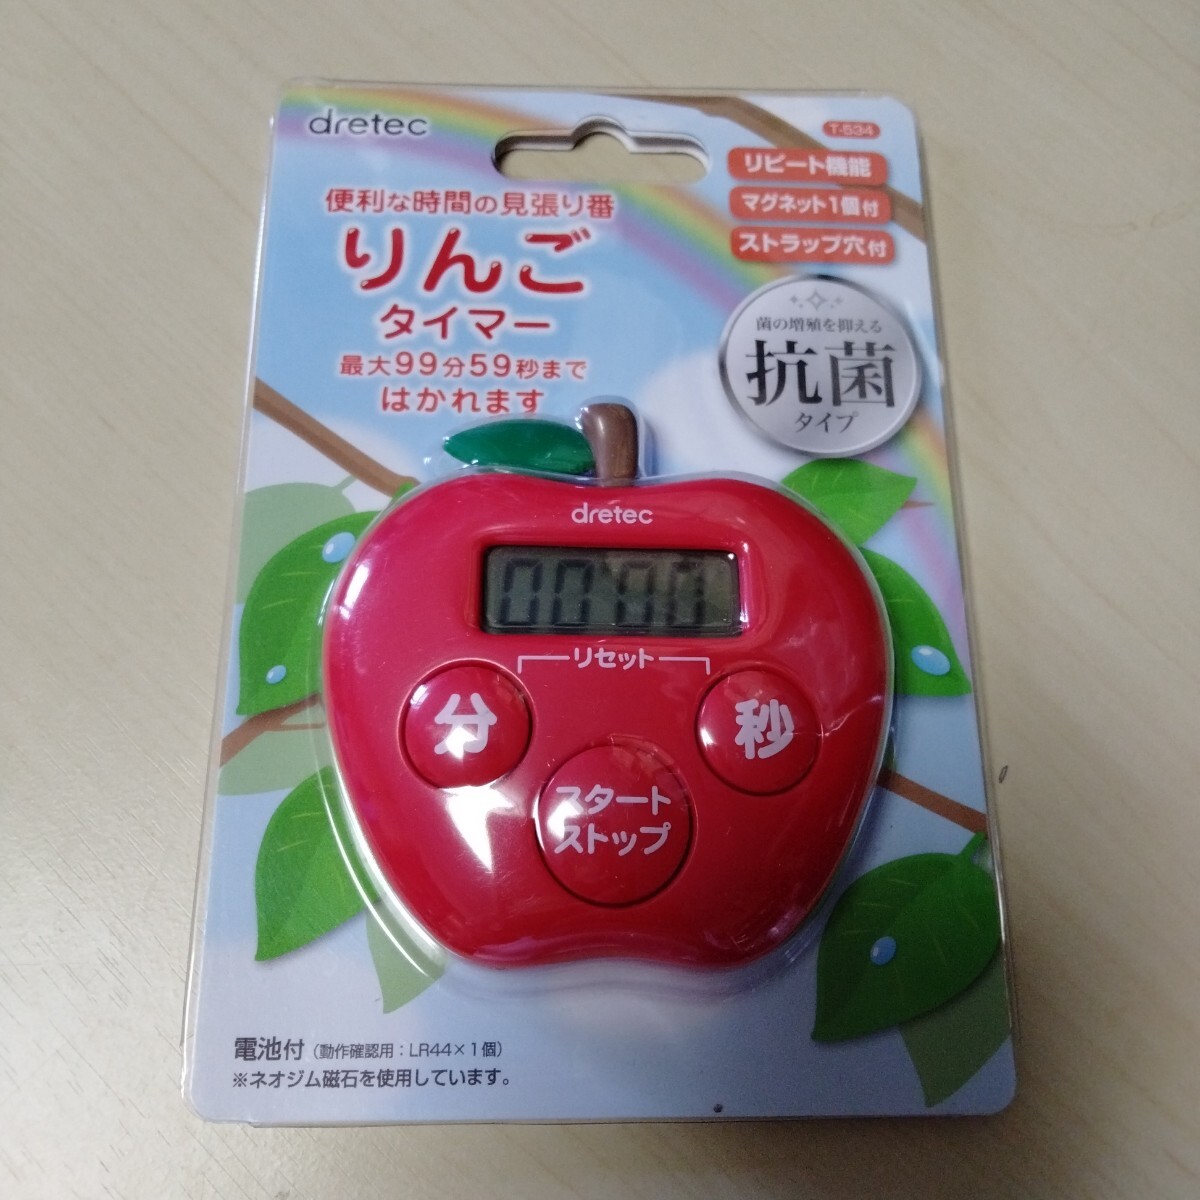 dretec
T-534
リピート機能
マグネット1個付
ストラップ穴付
便利な時間の見張り番
りんご
タイマー
最大99分59秒まで
はかれます
菌の増殖を抑える
抗菌
タイプ
dretec
00:00
リセット
分
秒
スタート
ストップ
電池付（動作確認用：LR44×1個）
※ネオジム磁石を使用しています。